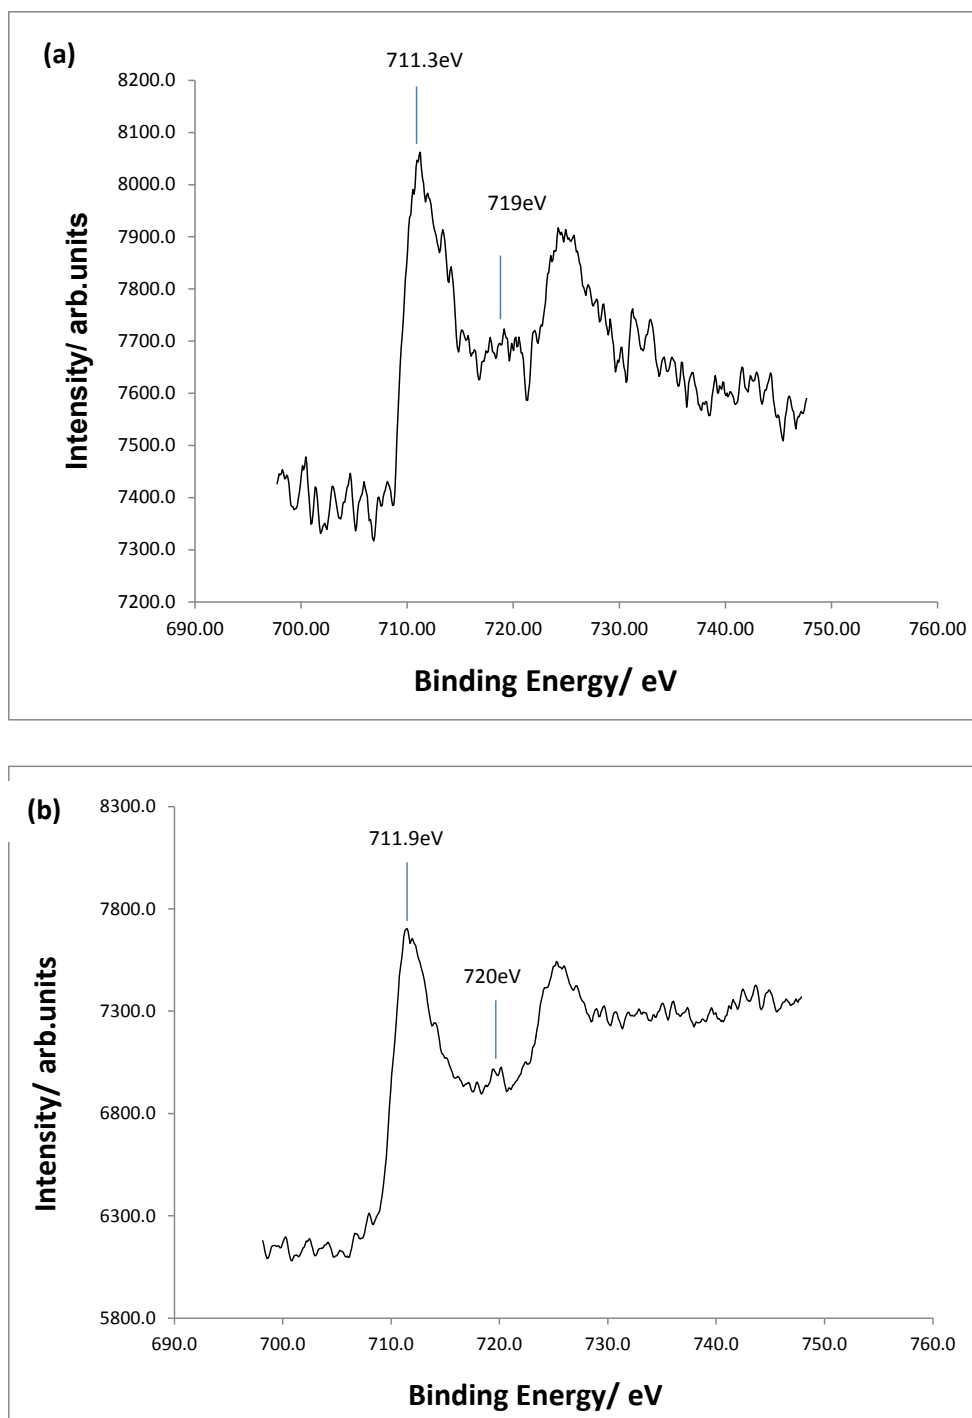 (a)
711.3eV
719eV
8200.0
8100.0
8000.0
7900.0
7800.0
7700.0
7600.0
7500.0
7400.0
7300.0
7200.0
Intensity/ arb.units
690.00 700.00 710.00 720.00 730.00 740.00 750.00 760.00
Binding Energy/ eV
(b)
711.9eV
720eV
8300.0
7800.0
7300.0
6800.0
6300.0
5800.0
Intensity/ arb.units
690.0 700.0 710.0 720.0 730.0 740.0 750.0 760.0
Binding Energy/ eV